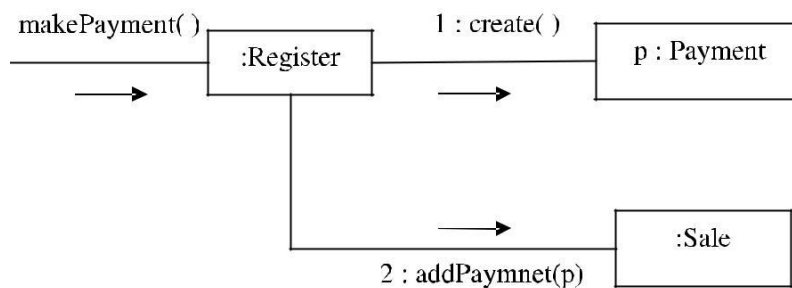 makePayment( )
1 : create( )
:Register
p : Payment
:Sale
2 : addPaymnet(p)